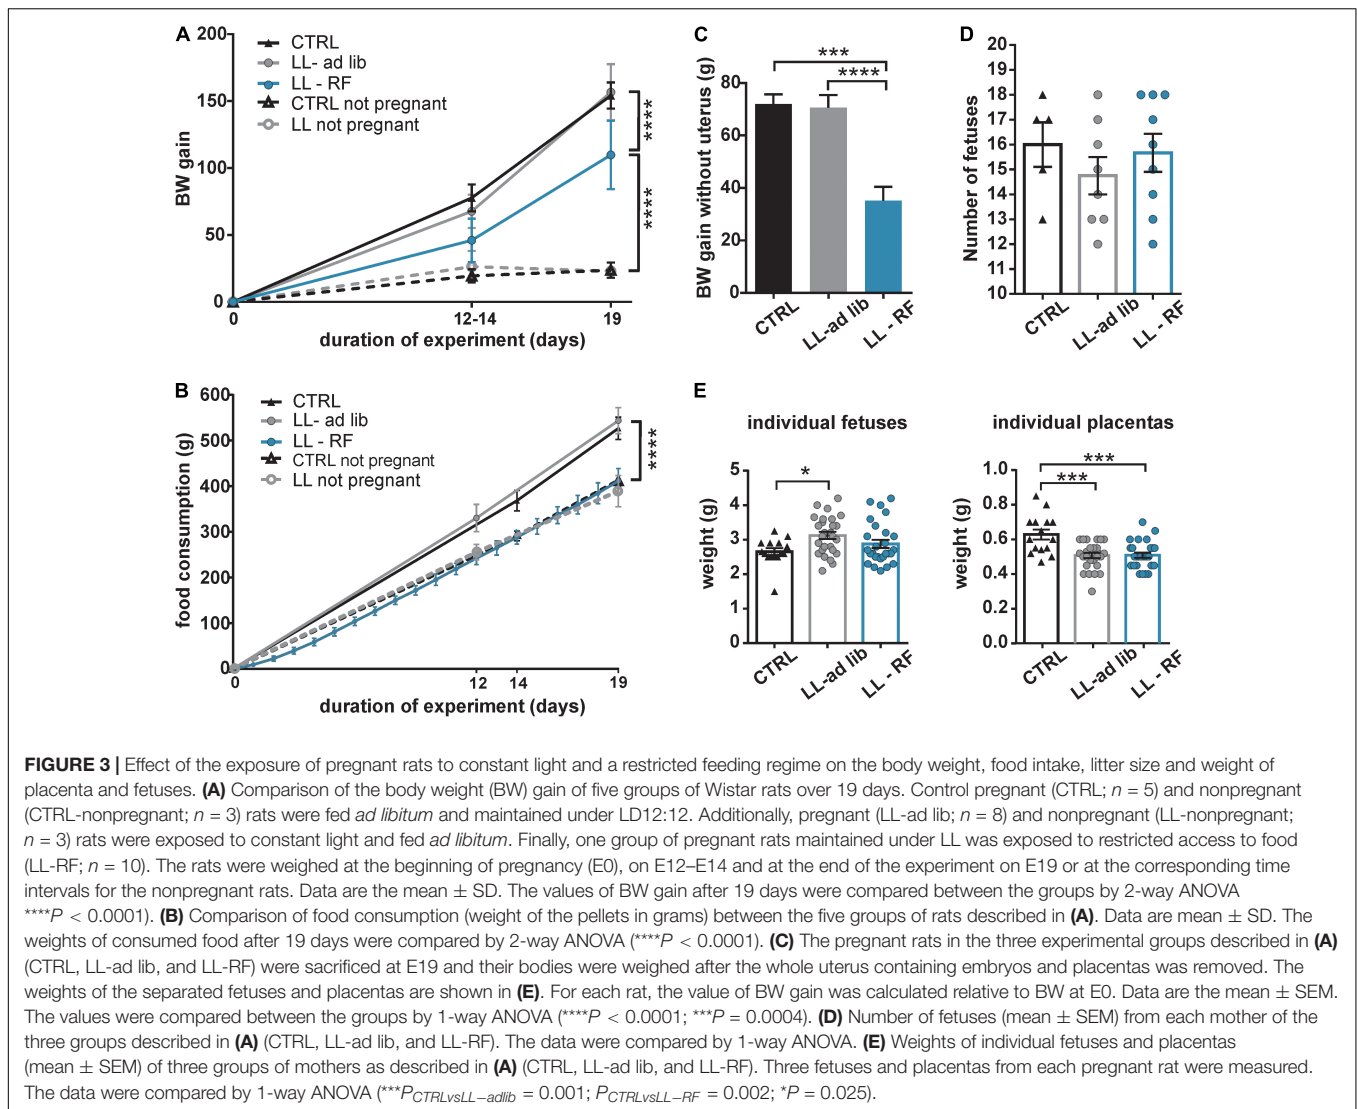 A
200
150
100
50
0
BW gain
CTRL
LL- ad lib
LL - RF
CTRL not pregnant
LL not pregnant
****
****
0
12-14
19
duration of experiment (days)
C
80
60
40
20
0
BW gain without uterus (g)
***
****
CTRL
LL-ad lib
LL - RF
D
20
19
18
17
16
15
14
13
12
11
10
Number of fetuses
CTRL
LL-ad lib
LL - RF
B
600
500
400
300
200
100
0
food consumption (g)
CTRL
LL- ad lib
LL - RF
CTRL not pregnant
LL not pregnant
****
0
12
14
19
duration of experiment (days)
E
individual fetuses
5
4
3
2
1
0
weight (g)
*
CTRL
LL-ad lib
LL - RF
individual placentas
1.0
0.8
0.6
0.4
0.2
0.0
weight (g)
***
***
CTRL
LL-ad lib
LL - RF
FIGURE 3 | Effect of the exposure of pregnant rats to constant light and a restricted feeding regime on the body weight, food intake, litter size and weight of
placenta and fetuses. (A) Comparison of the body weight (BW) gain of five groups of Wistar rats over 19 days. Control pregnant (CTRL; n = 5) and nonpregnant
(CTRL-nonpregnant; n = 3) rats were fed ad libitum and maintained under LD12:12. Additionally, pregnant (LL-ad lib; n = 8) and nonpregnant (LL-nonpregnant;
n = 3) rats were exposed to constant light and fed ad libitum. Finally, one group of pregnant rats maintained under LL was exposed to restricted access to food
(LL-RF; n = 10). The rats were weighed at the beginning of pregnancy (E0), on E12–E14 and at the end of the experiment on E19 or at the corresponding time
intervals for the nonpregnant rats. Data are the mean ± SD. The values of BW gain after 19 days were compared between the groups by 2-way ANOVA
****P < 0.0001). (B) Comparison of food consumption (weight of the pellets in grams) between the five groups of rats described in (A). Data are mean ± SD. The
weights of consumed food after 19 days were compared by 2-way ANOVA (****P < 0.0001). (C) The pregnant rats in the three experimental groups described in (A)
(CTRL, LL-ad lib, and LL-RF) were sacrificed at E19 and their bodies were weighed after the whole uterus containing embryos and placentas was removed. The
weights of the separated fetuses and placentas are shown in (E). For each rat, the value of BW gain was calculated relative to BW at E0. Data are the mean ± SEM.
The values were compared between the groups by 1-way ANOVA (****P < 0.0001; ***P = 0.0004). (D) Number of fetuses (mean ± SEM) from each mother of the
three groups described in (A) (CTRL, LL-ad lib, and LL-RF). The data were compared by 1-way ANOVA. (E) Weights of individual fetuses and placentas
(mean ± SEM) of three groups of mothers as described in (A) (CTRL, LL-ad lib, and LL-RF). Three fetuses and placentas from each pregnant rat were measured.
The data were compared by 1-way ANOVA (***PCTRLvsLL−adlib = 0.001; PCTRLvsLL−RF = 0.002; *P = 0.025).